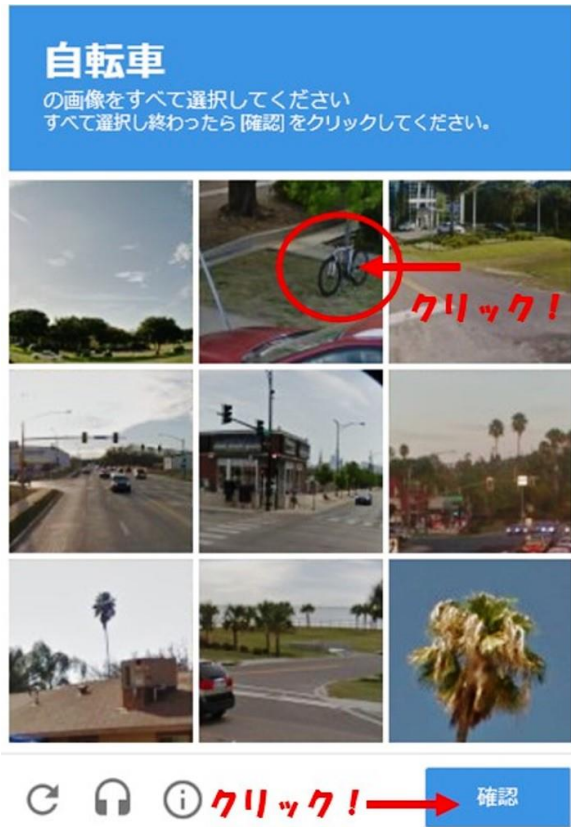 自転車
の画像をすべて選択してください
すべて選択し終わったら [確認] をクリックしてください。
クリック！
クリック！
確認